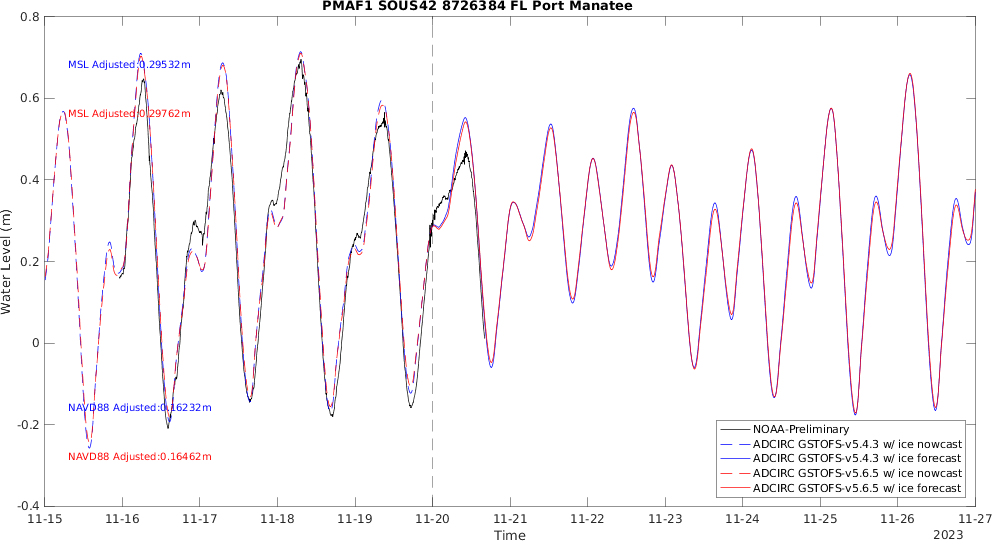 PMAF1 SOUS42 8726384 FL Port Manatee
Water Level (m)
0.8
0.6
0.4
0.2
0
-0.2
-0.4
MSL Adjusted:0.29532m
MSL Adjusted:0.29762m
NAVD88 Adjusted:0.16232m
NAVD88 Adjusted:0.16462m
NOAA-Preliminary
ADCIRC GSTOFS-v5.4.3 w/ ice nowcast
ADCIRC GSTOFS-v5.4.3 w/ ice forecast
ADCIRC GSTOFS-v5.6.5 w/ ice nowcast
ADCIRC GSTOFS-v5.6.5 w/ ice forecast
11-15 11-16 11-17 11-18 11-19 11-20 11-21 11-22 11-23 11-24 11-25 11-26 11-27
Time
2023